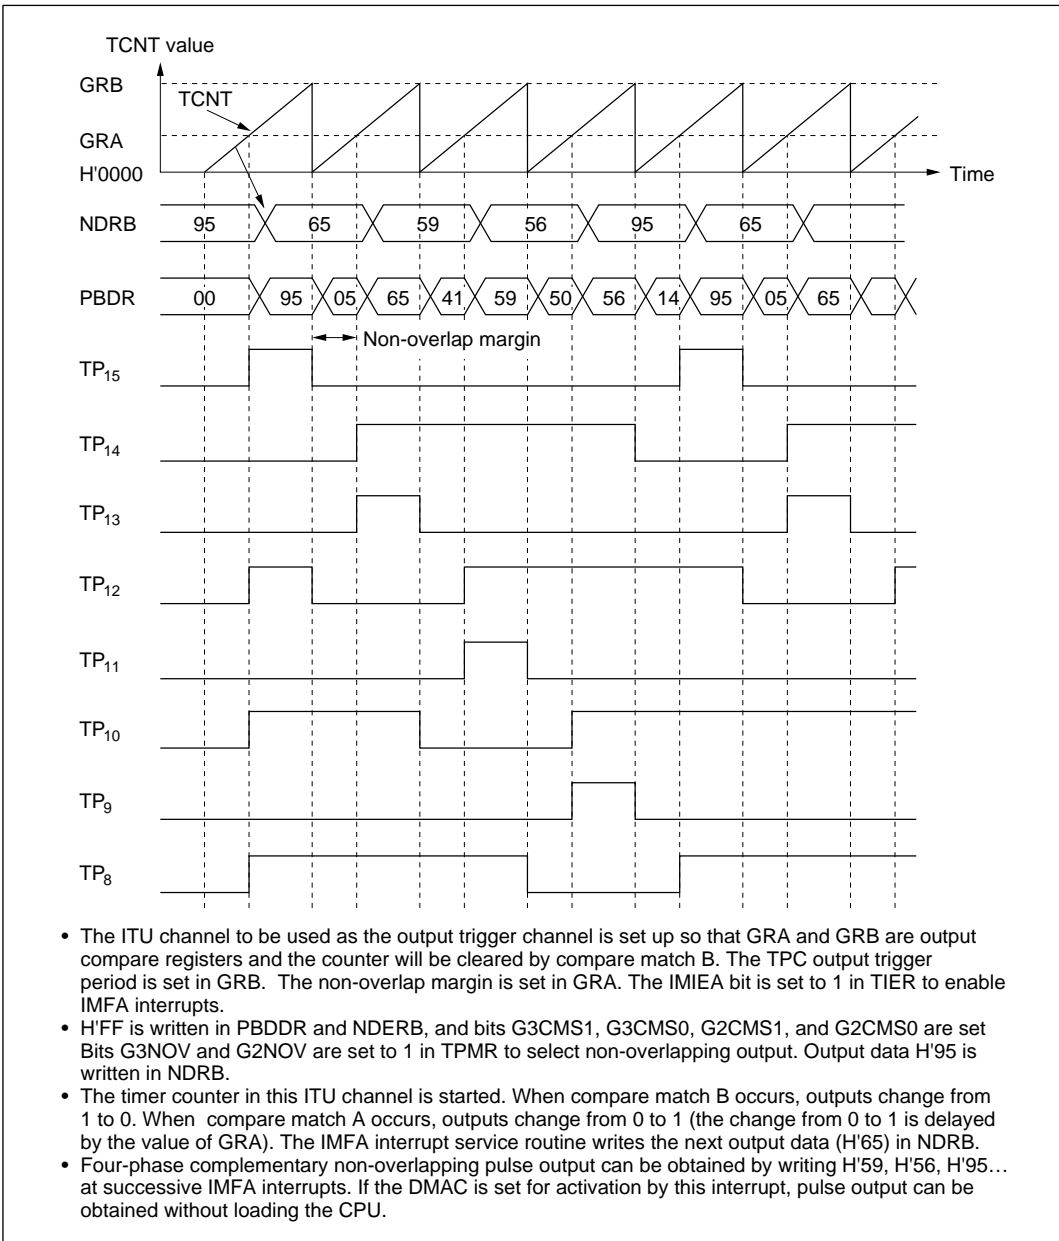 TCNT value
GRB
TCNT
GRA
H'0000
Time
NDRB 95 65 59 56 95 65
PBDR 00 95 05 65 41 59 50 56 14 95 05 65
Non-overlap margin
TP15
TP14
TP13
TP12
TP11
TP10
TP9
TP8
• The ITU channel to be used as the output trigger channel is set up so that GRA and GRB are output
compare registers and the counter will be cleared by compare match B. The TPC output trigger
period is set in GRB.  The non-overlap margin is set in GRA. The IMIEA bit is set to 1 in TIER to enable
IMFA interrupts.
• H'FF is written in PBDDR and NDERB, and bits G3CMS1, G3CMS0, G2CMS1, and G2CMS0 are set
Bits G3NOV and G2NOV are set to 1 in TPMR to select non-overlapping output. Output data H'95 is
written in NDRB.
• The timer counter in this ITU channel is started. When compare match B occurs, outputs change from
1 to 0. When  compare match A occurs, outputs change from 0 to 1 (the change from 0 to 1 is delayed
by the value of GRA). The IMFA interrupt service routine writes the next output data (H'65) in NDRB.
• Four-phase complementary non-overlapping pulse output can be obtained by writing H'59, H'56, H'95…
at successive IMFA interrupts. If the DMAC is set for activation by this interrupt, pulse output can be
obtained without loading the CPU.